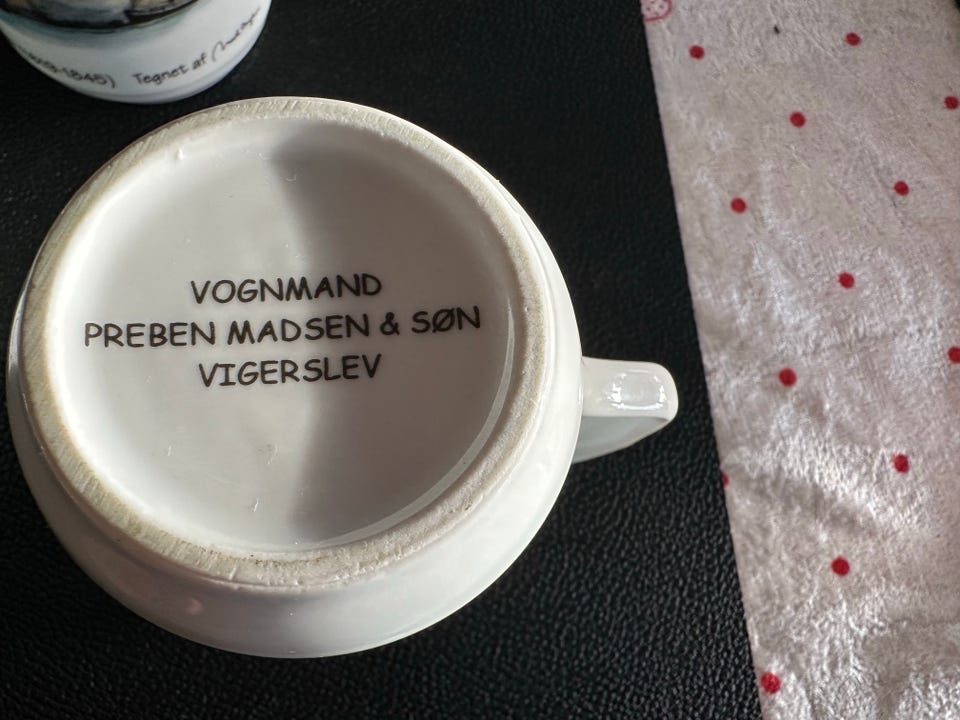 Tegnet af
VOGNMAND
PREBEN MADSEN & SØN
VIGERSLEV